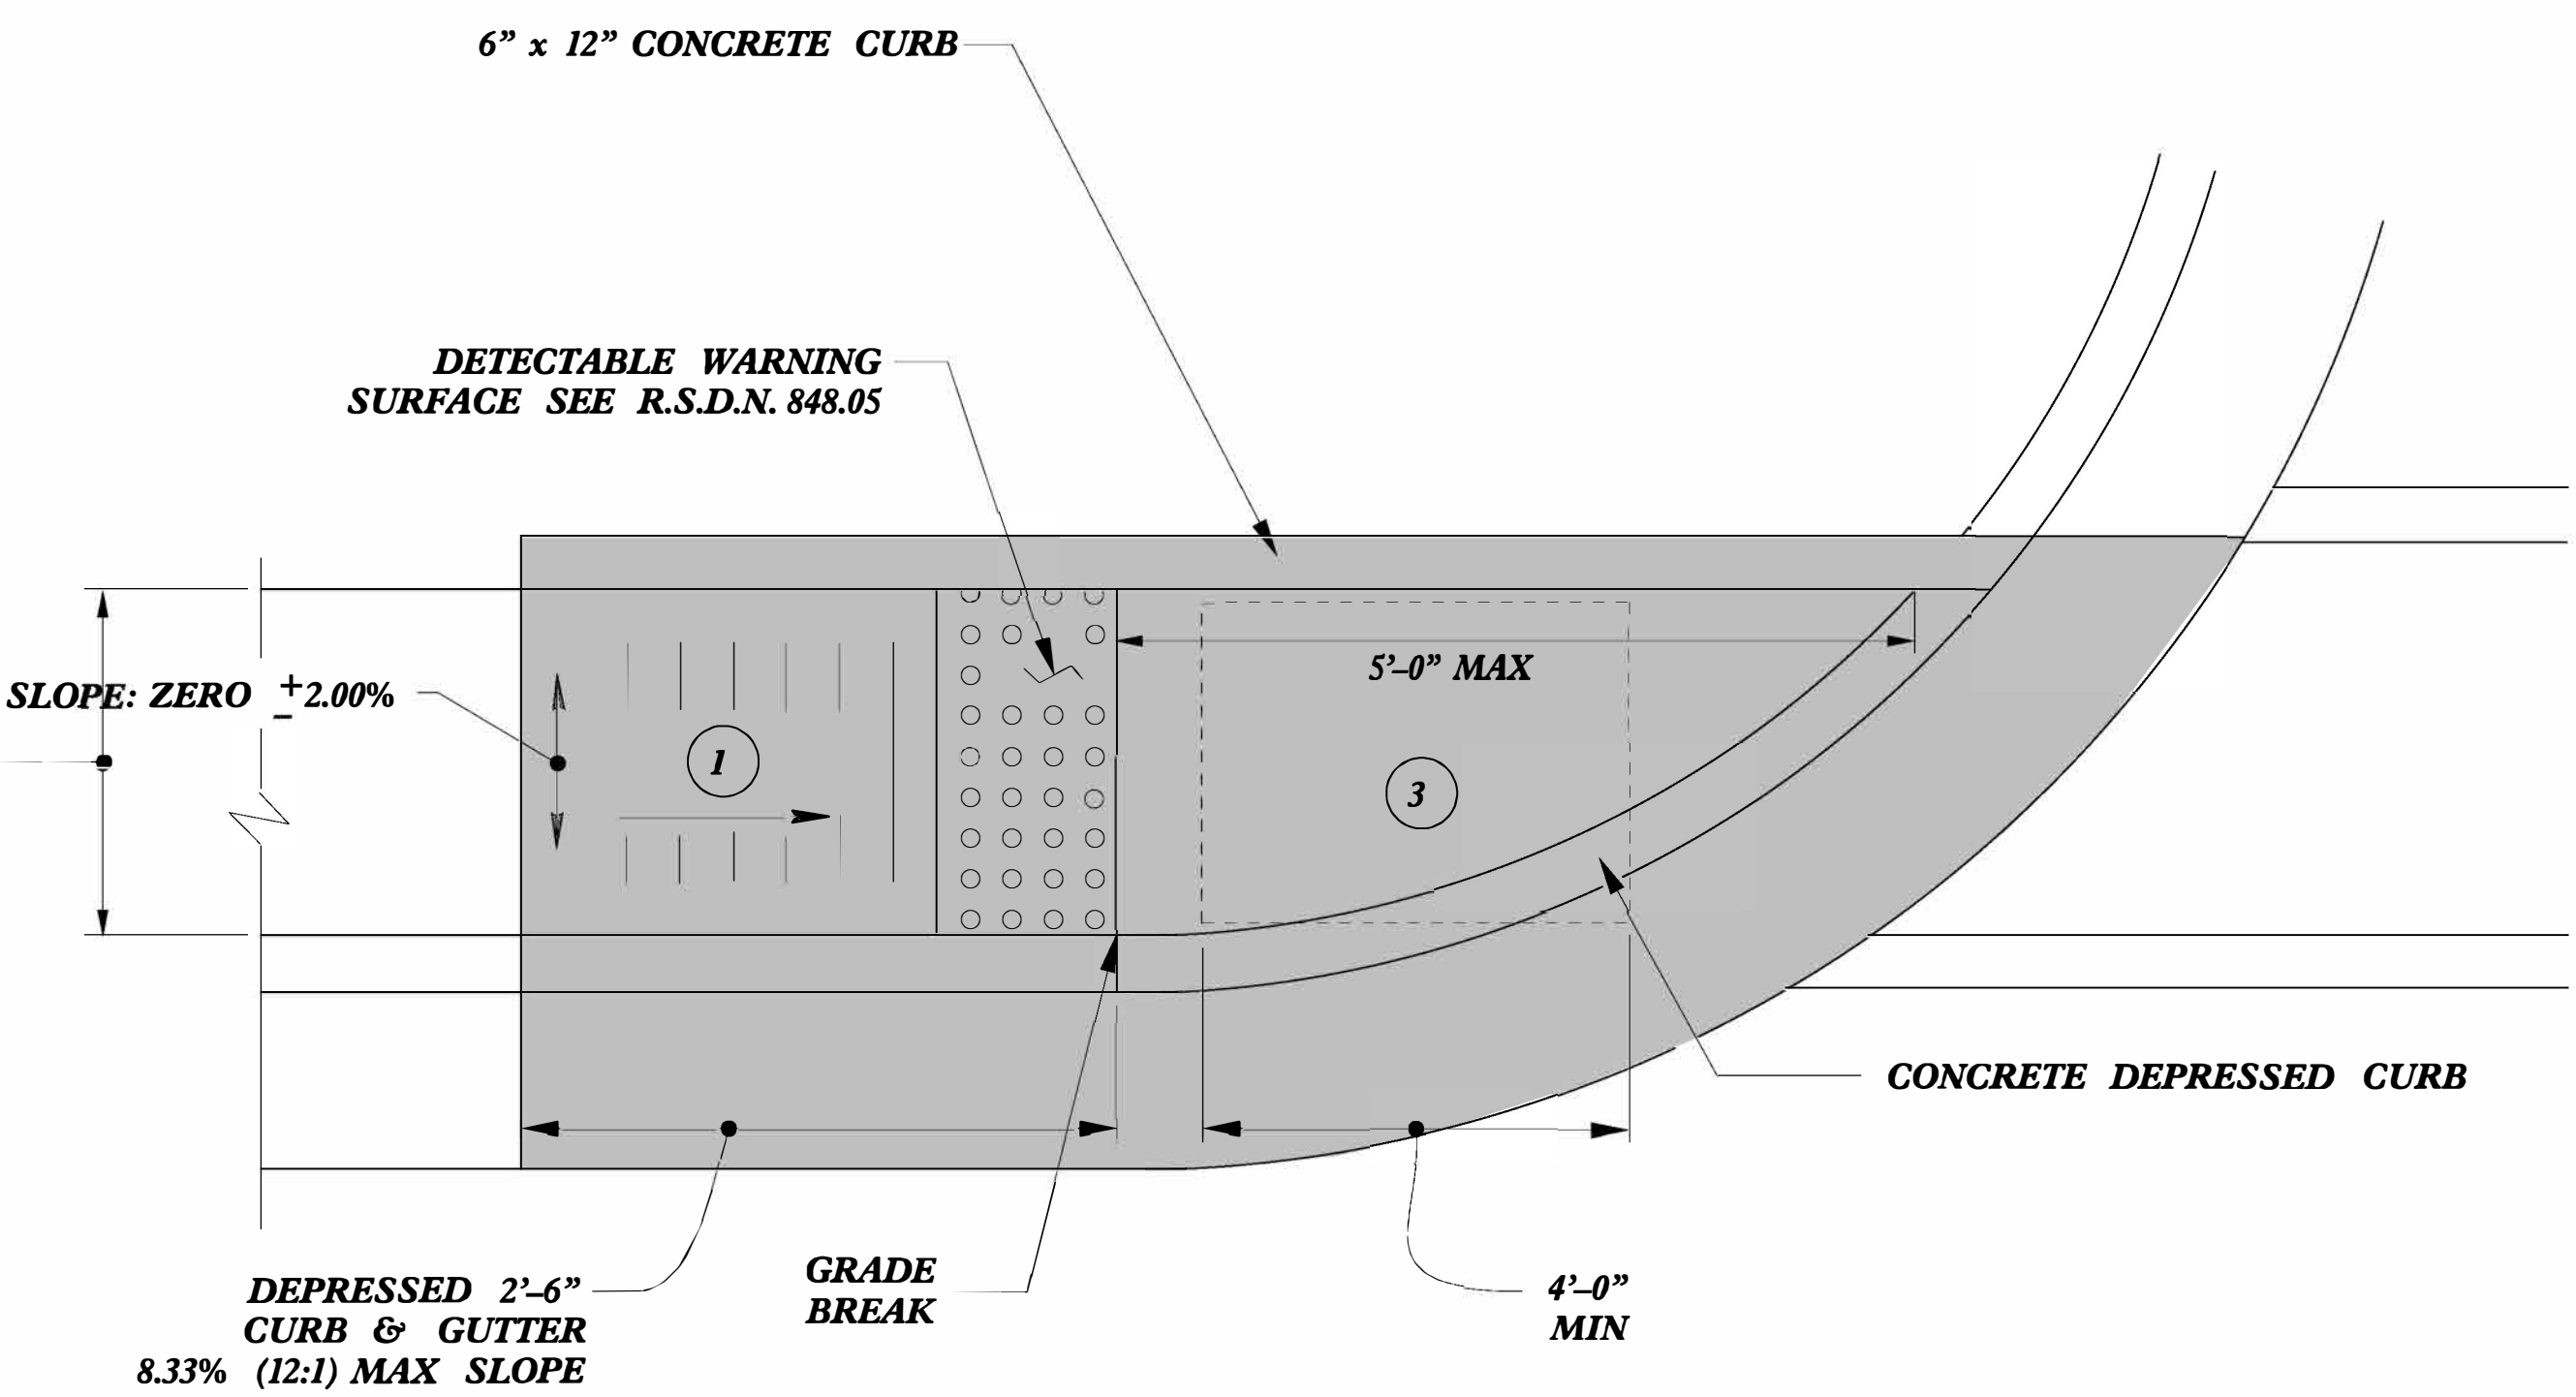 6” x 12” CONCRETE CURB
DETECTABLE WARNING
SURFACE SEE R.S.D.N. 848.05
5’–0” MAX
SLOPE: ZERO ± 2.00%
1
3
CONCRETE DEPRESSED CURB
DEPRESSED 2’–6”
CURB & GUTTER
8.33% (12:1) MAX SLOPE
GRADE
BREAK
4’–0”
MIN